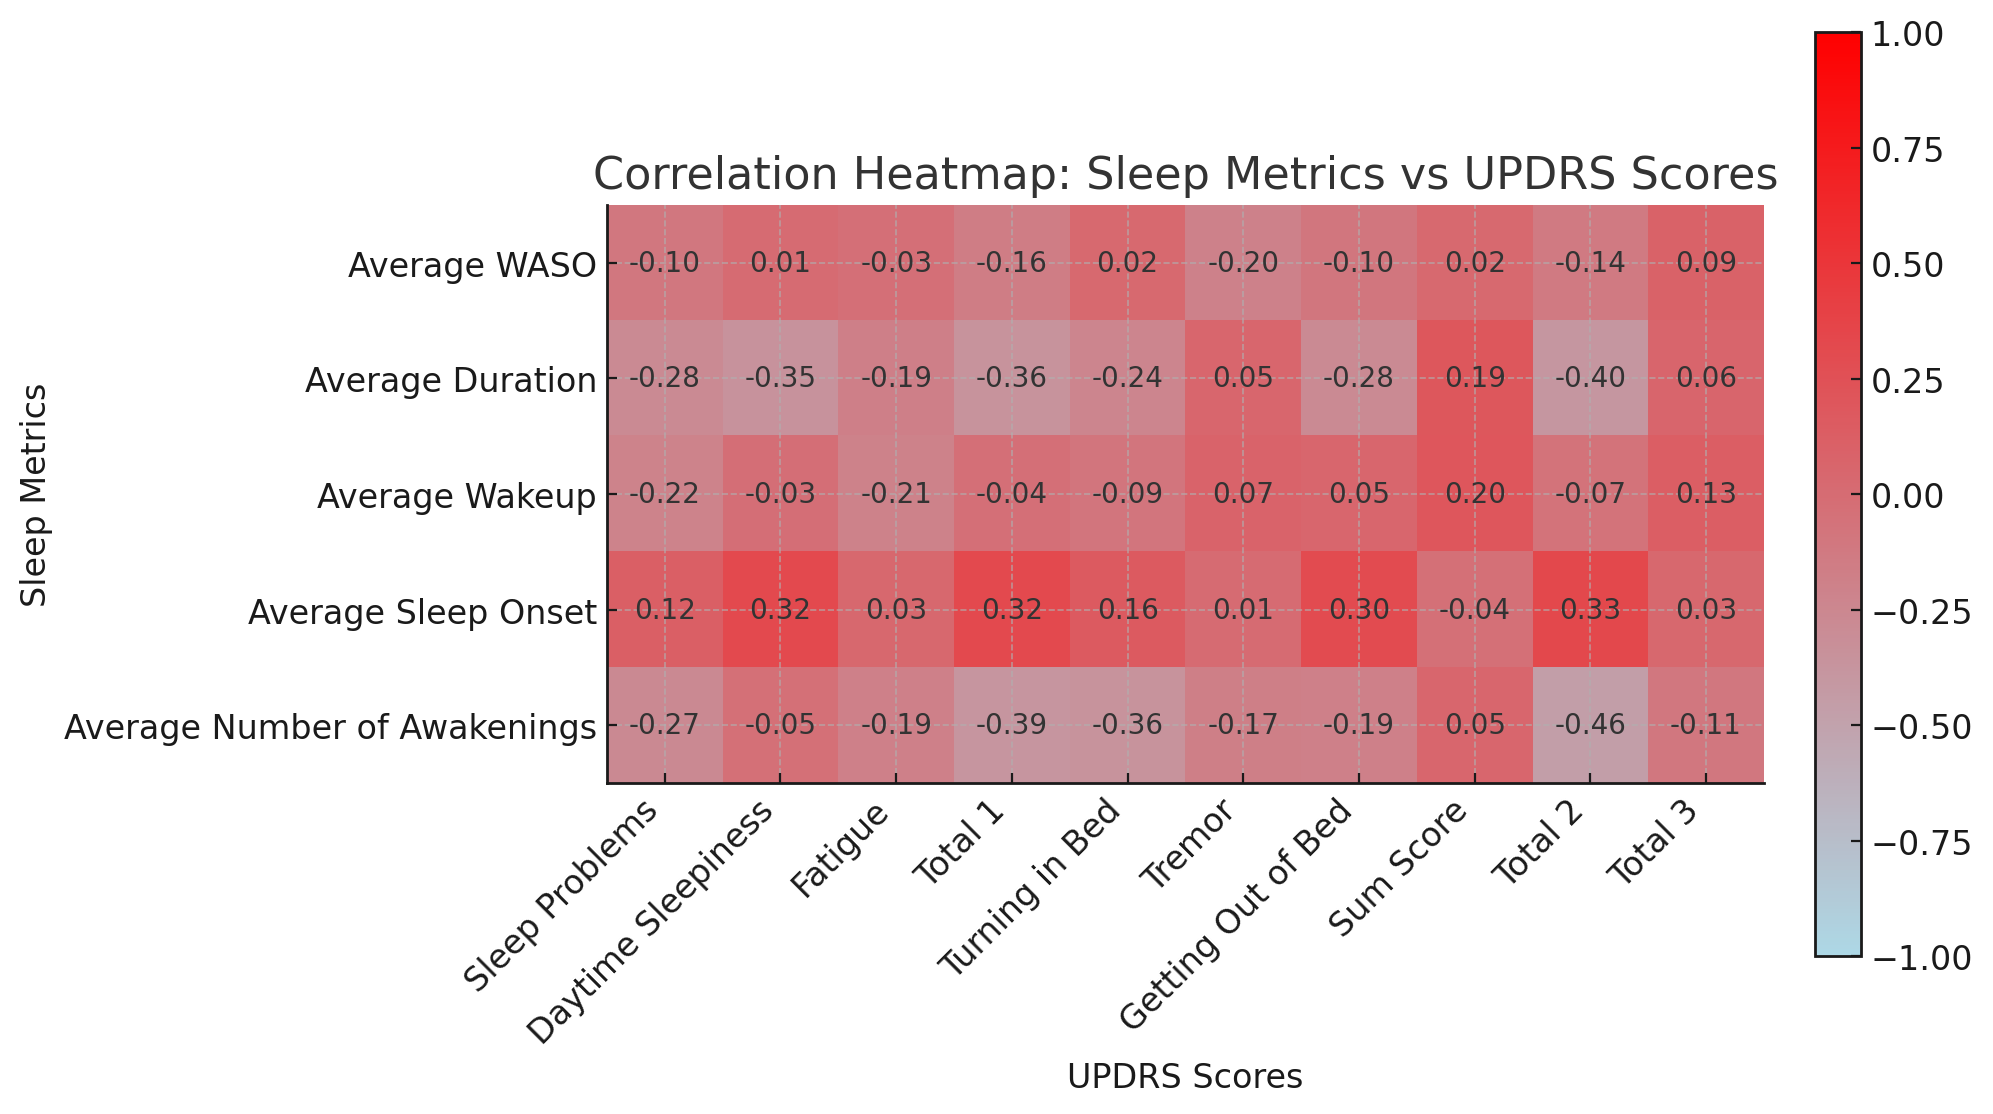 Correlation Heatmap: Sleep Metrics vs UPDRS Scores
Sleep Metrics
Average WASO -0.10 0.01 -0.03 -0.16 0.02 -0.20 -0.10 0.02 -0.14 0.09
Average Duration -0.28 -0.35 -0.19 -0.36 -0.24 0.05 -0.28 0.19 -0.40 0.06
Average Wakeup -0.22 -0.03 -0.21 -0.04 -0.09 0.07 0.05 0.20 -0.07 0.13
Average Sleep Onset 0.12 0.32 0.03 0.32 0.16 0.01 0.30 -0.04 0.33 0.03
Average Number of Awakenings -0.27 -0.05 -0.19 -0.39 -0.36 -0.17 -0.19 0.05 -0.46 -0.11
Sleep Problems
Daytime Sleepiness
Fatigue
Total 1
Turning in Bed
Tremor
Getting Out of Bed
Sum Score
Total 2
Total 3
UPDRS Scores
1.00
0.75
0.50
0.25
0.00
−0.25
−0.50
−0.75
−1.00